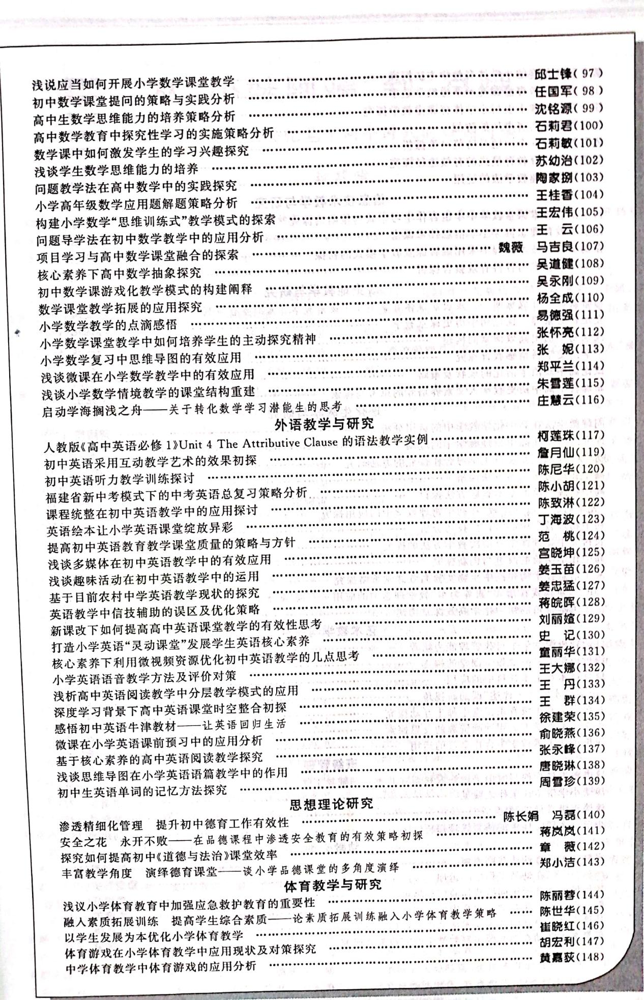 浅说应当如何开展小学数学课堂教学 …… 邱士锋( 97 )
初中数学课堂提问的策略与实践分析 …… 任国军( 98 )
高中生数学思维能力的培养策略分析 …… 沈铭源( 99 )
高中数学教育中探究性学习的实施策略分析 …… 石莉君(100)
数学课中如何激发学生的学习兴趣探究 …… 石莉敏(101)
浅谈学生数学思维能力的培养 …… 苏幼治(102)
问题教学法在高中数学中的实践探究 …… 陶家捌(103)
小学高年级数学应用题解题策略分析 …… 王桂香(104)
构建小学数学“思维训练式”教学模式的探索 …… 王宏伟(105)
问题导学法在初中数学教学中的应用分析 …… 王　云(106)
项目学习与高中数学课堂融合的探索 …… 魏薇　马吉良(107)
核心素养下高中数学抽象探究 …… 吴道健(108)
初中数学课游戏化教学模式的构建阐释 …… 吴永刚(109)
数学课堂教学拓展的应用探究 …… 杨全成(110)
小学数学教学的点滴感悟 …… 易德强(111)
小学数学课堂教学中如何培养学生的主动探究精神 …… 张怀亮(112)
小学数学复习中思维导图的有效应用 …… 张　妮(113)
浅谈微课在小学数学教学中的有效应用 …… 郑平兰(114)
浅谈小学数学情境教学的课堂结构重建 …… 朱雪莲(115)
启动学海搁浅之舟——关于转化数学学习潜能生的思考 …… 庄慧云(116)
外语教学与研究
人教版《高中英语必修 1》Unit 4 The Attributive Clause 的语法教学实例 …… 柯莲珠(117)
初中英语采用互动教学艺术的效果初探 …… 詹月仙(119)
初中英语听力教学训练探讨 …… 陈尼华(120)
福建省新中考模式下的中考英语总复习策略分析 …… 陈小胡(121)
课程统整在初中英语教学中的应用探讨 …… 陈致淋(122)
英语绘本让小学英语课堂绽放异彩 …… 丁海波(123)
提高初中英语教育教学课堂质量的策略与方针 …… 范　桃(124)
浅谈多媒体在初中英语教学中的有效应用 …… 宫晓坤(125)
浅谈趣味活动在初中英语教学中的运用 …… 姜玉苗(126)
基于目前农村中学英语教学现状的探究 …… 姜忠猛(127)
英语教学中信技辅助的误区及优化策略 …… 蒋皖晖(128)
新课改下如何提高高中英语课堂教学的有效性思考 …… 刘丽媗(129)
打造小学英语“灵动课堂”发展学生英语核心素养 …… 史　记(130)
核心素养下利用微视频资源优化初中英语教学的几点思考 …… 童丽华(131)
小学英语语音教学方法及评价对策 …… 王大娜(132)
浅析高中英语阅读教学中分层教学模式的应用 …… 王　丹(133)
深度学习背景下高中英语课堂时空整合初探 …… 王　群(134)
感悟初中英语牛津教材——让英语回归生活 …… 徐建荣(135)
微课在小学英语课前预习中的应用分析 …… 俞晓燕(136)
基于核心素养的高中英语阅读教学探究 …… 张永峰(137)
浅谈思维导图在小学英语语篇教学中的作用 …… 唐晓琳(138)
初中生英语单词的记忆方法探究 …… 周雪珍(139)
思想理论研究
渗透精细化管理　提升初中德育工作有效性 …… 陈长娟　冯磊(140)
安全之花　永开不败——在品德课程中渗透安全教育的有效策略初探 …… 蒋岚岚(141)
探究如何提高初中《道德与法治》课堂效率 …… 章　薇(142)
丰富教学角度　演绎德育课堂——谈小学品德课堂的多角度演绎 …… 郑小洁(143)
体育教学与研究
浅议小学体育教育中加强应急救护教育的重要性 …… 陈丽蓉(144)
融入素质拓展训练　提高学生综合素质——论素质拓展训练融入小学体育教学策略 …… 陈世华(145)
以学生发展为本优化小学体育教学 …… 崔晓红(146)
体育游戏在小学体育教学中应用现状及对策探究 …… 胡宏利(147)
中学体育教学中体育游戏的应用分析 …… 黄嘉荻(148)